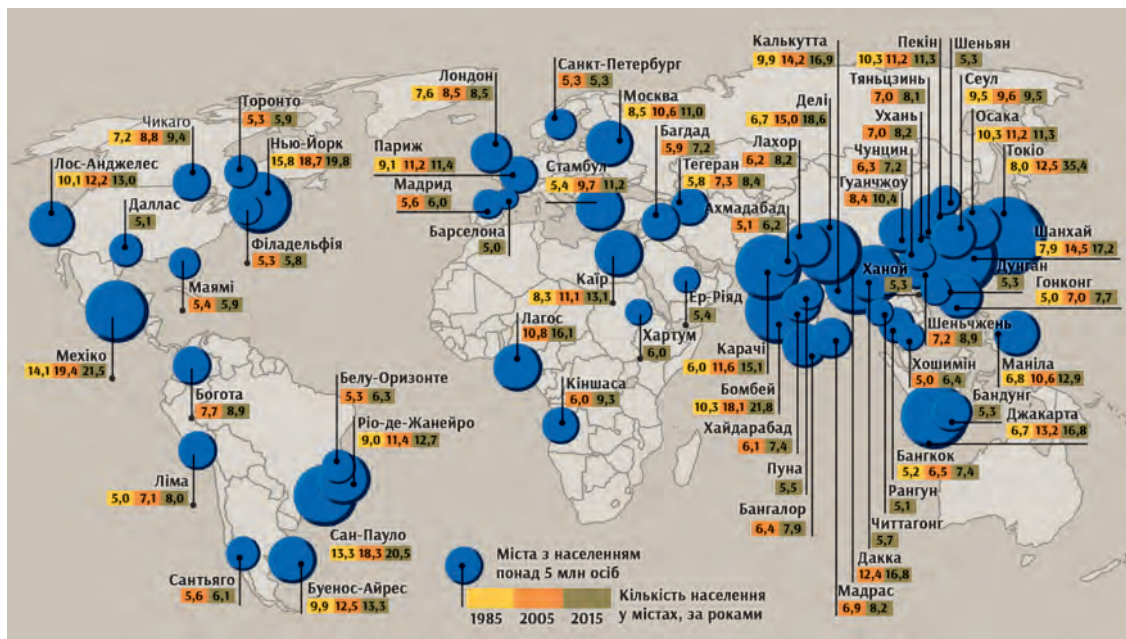 Лондон
7,6 8,5 8,5
Санкт-Петербург
5,3 5,3
Москва
8,5 10,6 11,0
Калькутта
9,9 14,2 16,9
Пекін
10,3 11,2 11,3
Шеньян
5,3
Тяньцзинь
7,0 8,1
Сеул
9,5 9,6 9,5
Торонто
5,3 5,9
Чикаго
7,2 8,8 9,4
Нью-Йорк
15,8 18,7 19,8
Лос-Анджелес
10,1 12,2 13,0
Даллас
5,1
Філадельфія
5,3 5,8
Маямі
5,4 5,9
Париж
9,1 11,2 11,4
Мадрид
5,6 6,0
Барселона
5,0
Стамбул
5,4 9,7 11,2
Багдад
5,9 7,2
Тегеран
5,8 7,3 8,4
Делі
6,7 15,0 18,6
Лахор
6,2 8,2
Ахмадабад
5,1 6,2
Ухань
7,0 8,2
Чунцин
6,3 7,2
Гуанчжоу
8,4 10,4
Осака
10,3 11,2 11,3
Токіо
8,0 12,5 35,4
Шанхай
7,9 14,5 17,2
Дунган
5,3
Ханой
5,3
Гонконг
5,0 7,0 7,7
Каїр
8,3 11,1 13,1
Ер-Ріяд
5,4
Хартум
6,0
Лагос
10,8 16,1
Кіншаса
6,0 9,3
Мехіко
14,1 19,4 21,5
Богота
7,7 8,9
Белу-Оризонте
5,3 6,3
Ріо-де-Жанейро
9,0 11,4 12,7
Ліма
5,0 7,1 8,0
Сан-Пауло
13,3 18,3 20,5
Сантьяго
5,6 6,1
Буенос-Айрес
9,9 12,5 13,3
Карачі
6,0 11,6 15,1
Бомбей
10,3 18,1 21,8
Хайдарабад
6,1 7,4
Пуна
5,5
Бангалор
6,4 7,9
Шеньчжень
7,2 8,9
Хошимін
5,0 6,4
Маніла
6,8 10,6 12,9
Бандунг
5,3
Джакарта
6,7 13,2 16,8
Бангкок
5,2 6,5 7,4
Рангун
5,1
Читтагонг
5,7
Дакка
12,4 16,8
Мадрас
6,9 8,2
Міста з населенням
понад 5 млн осіб
Кількість населення
у містах, за роками
1985 2005 2015